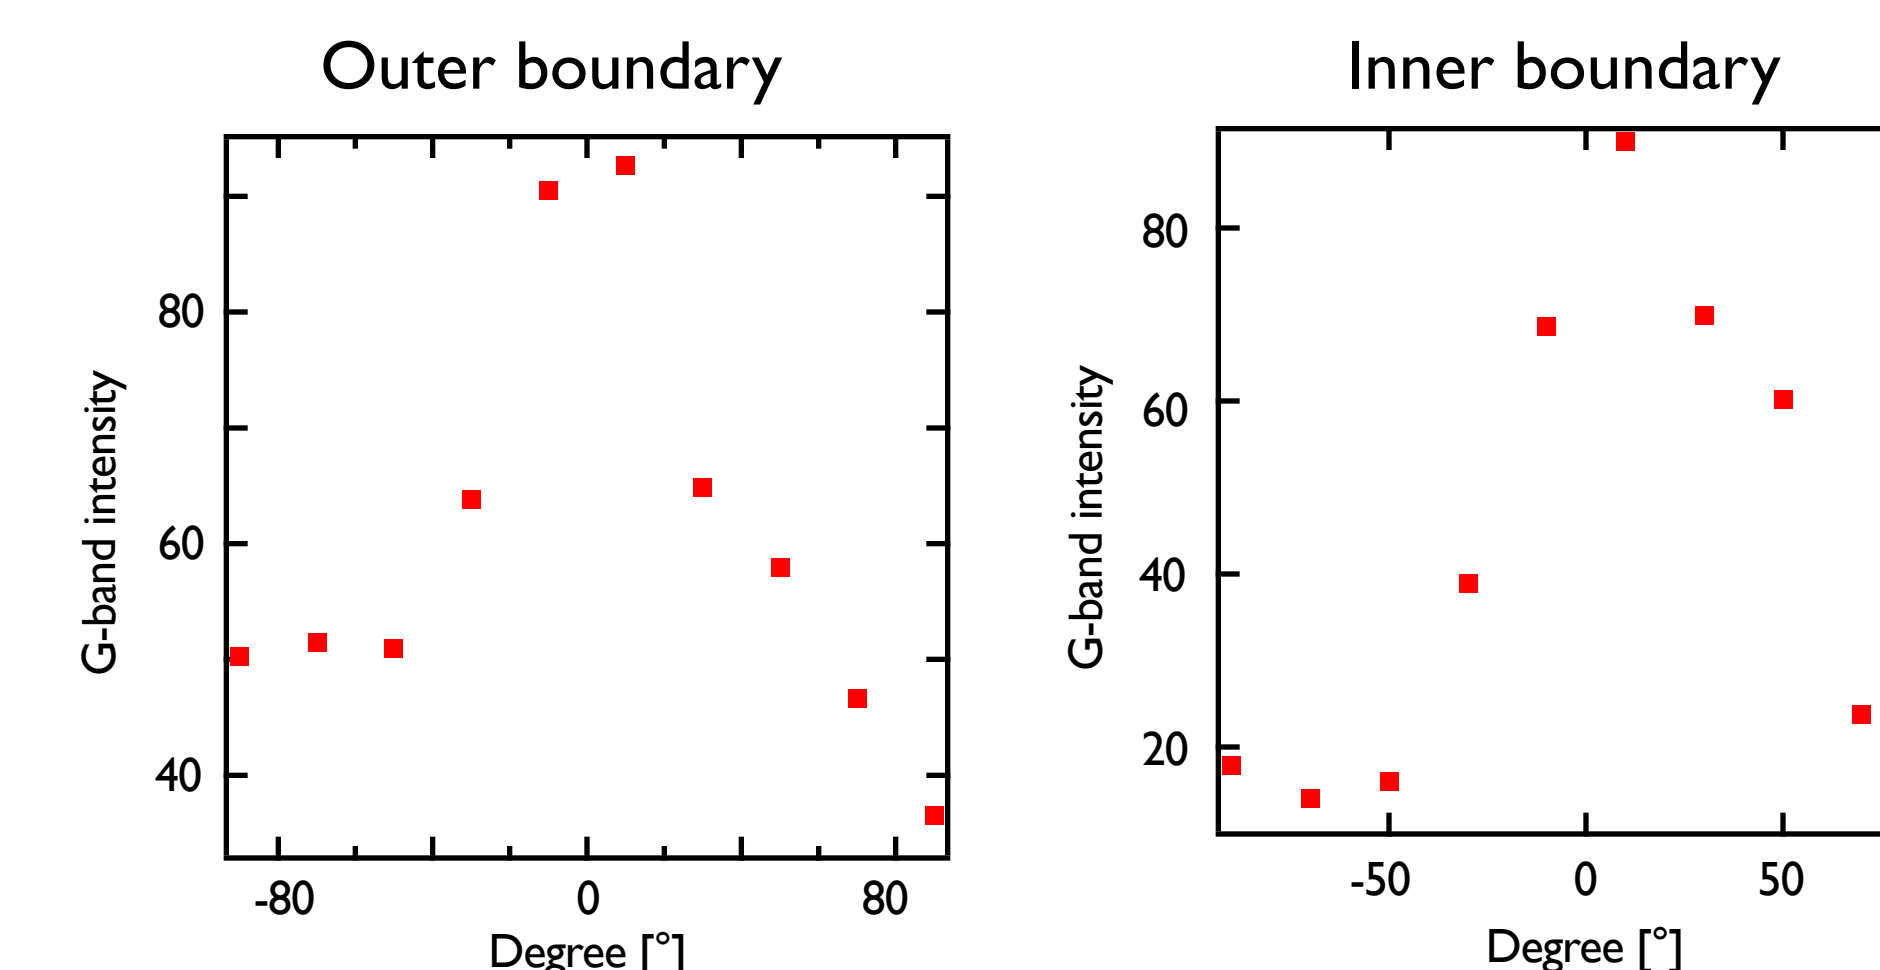 Outer boundary
80
60
40
G-band intensity
-80 0 80
Degree [°]
Inner boundary
80
60
40
20
G-band intensity
-50 0 50
Degree [°]